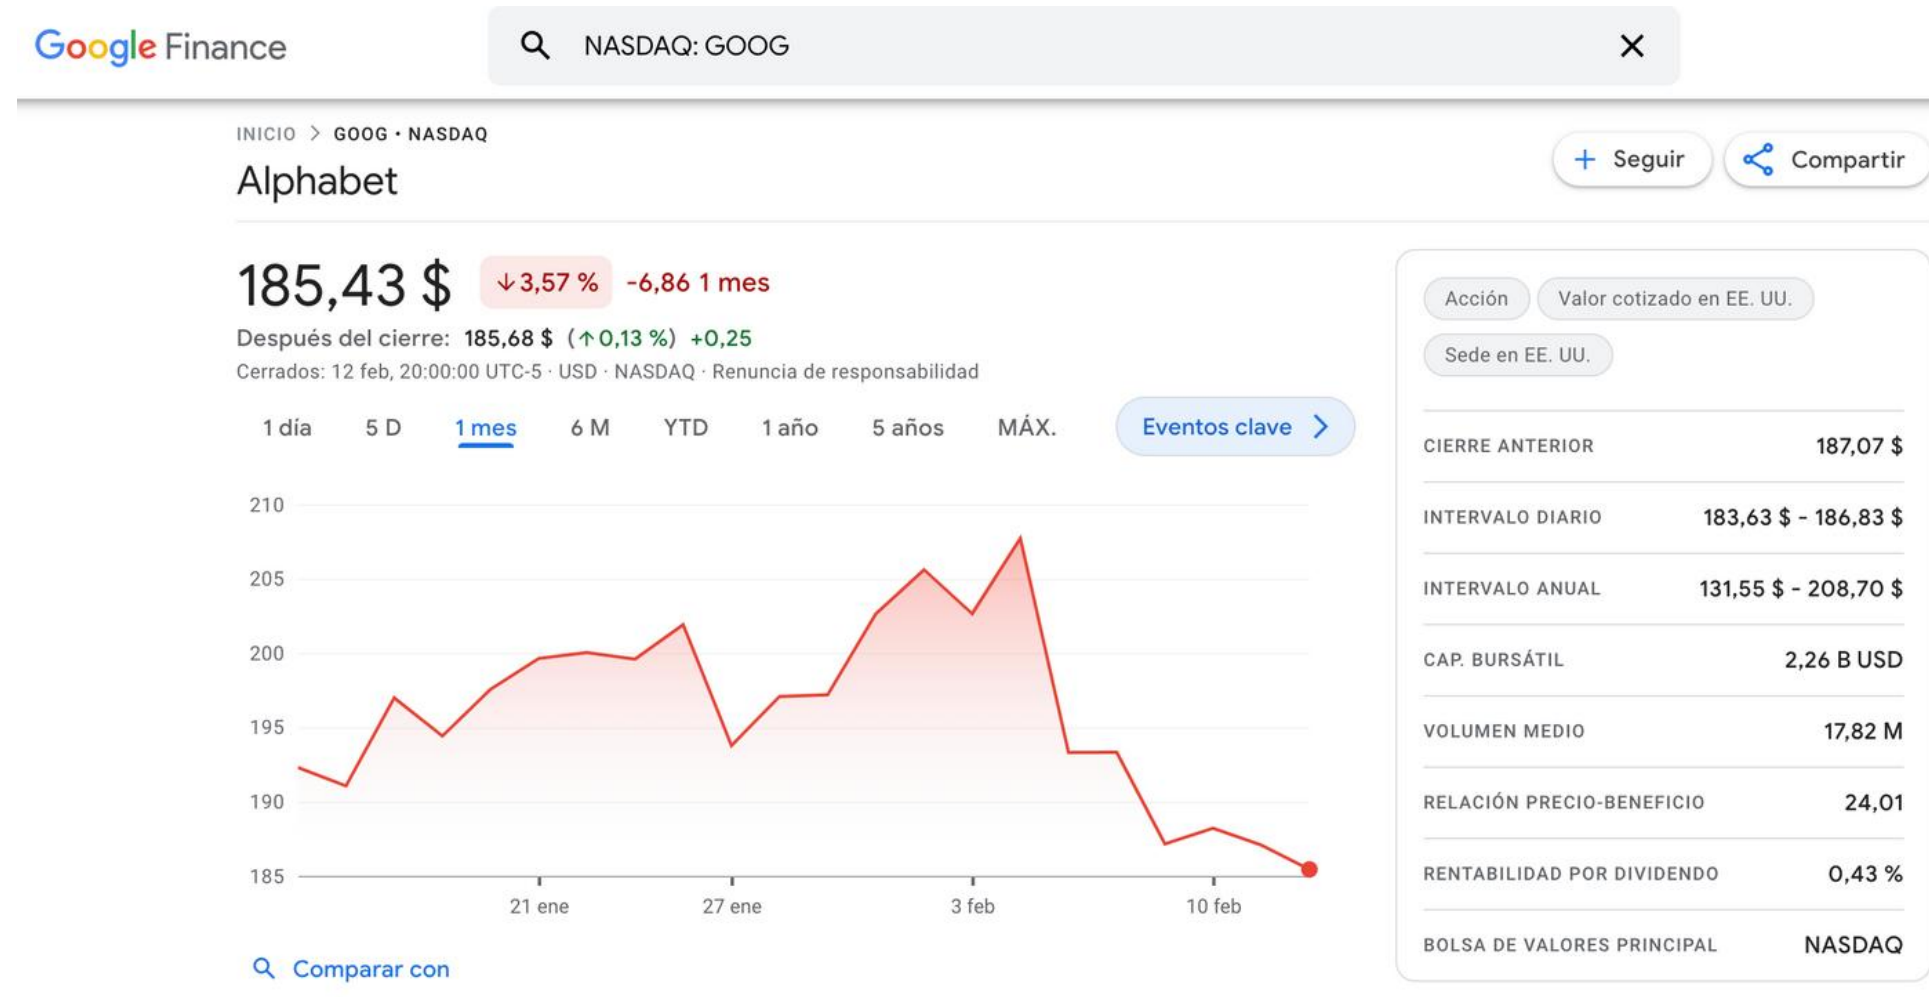 Google Finance
NASDAQ: GOOG
INICIO > GOOG • NASDAQ
Alphabet
+ Seguir
Compartir
185,43 $ ↓3,57 % -6,86 1 mes
Después del cierre: 185,68 $ (↑0,13 %) +0,25
Cerrados: 12 feb, 20:00:00 UTC-5 · USD · NASDAQ · Renuncia de responsabilidad
1 día 5 D 1 mes 6 M YTD 1 año 5 años MÁX.
Eventos clave >
210
205
200
195
190
185
21 ene 27 ene 3 feb 10 feb
Comparar con
Acción Valor cotizado en EE. UU.
Sede en EE. UU.
CIERRE ANTERIOR 187,07 $
INTERVALO DIARIO 183,63 $ - 186,83 $
INTERVALO ANUAL 131,55 $ - 208,70 $
CAP. BURSÁTIL 2,26 B USD
VOLUMEN MEDIO 17,82 M
RELACIÓN PRECIO-BENEFICIO 24,01
RENTABILIDAD POR DIVIDENDO 0,43 %
BOLSA DE VALORES PRINCIPAL NASDAQ